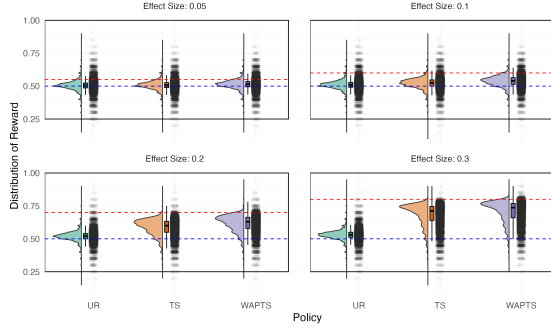 Effect Size: 0.05
Effect Size: 0.1
1.00
0.75
0.50
0.25
Effect Size: 0.2
Effect Size: 0.3
1.00
0.75
0.50
0.25
Distribution of Reward
UR
TS
WAPTS
UR
TS
WAPTS
Policy